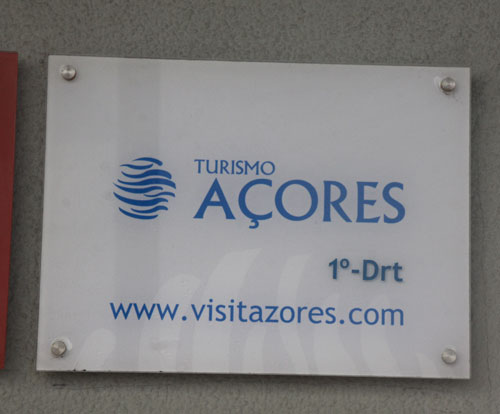 TURISMO
AÇORES
1º-Drt
www.visitazores.com